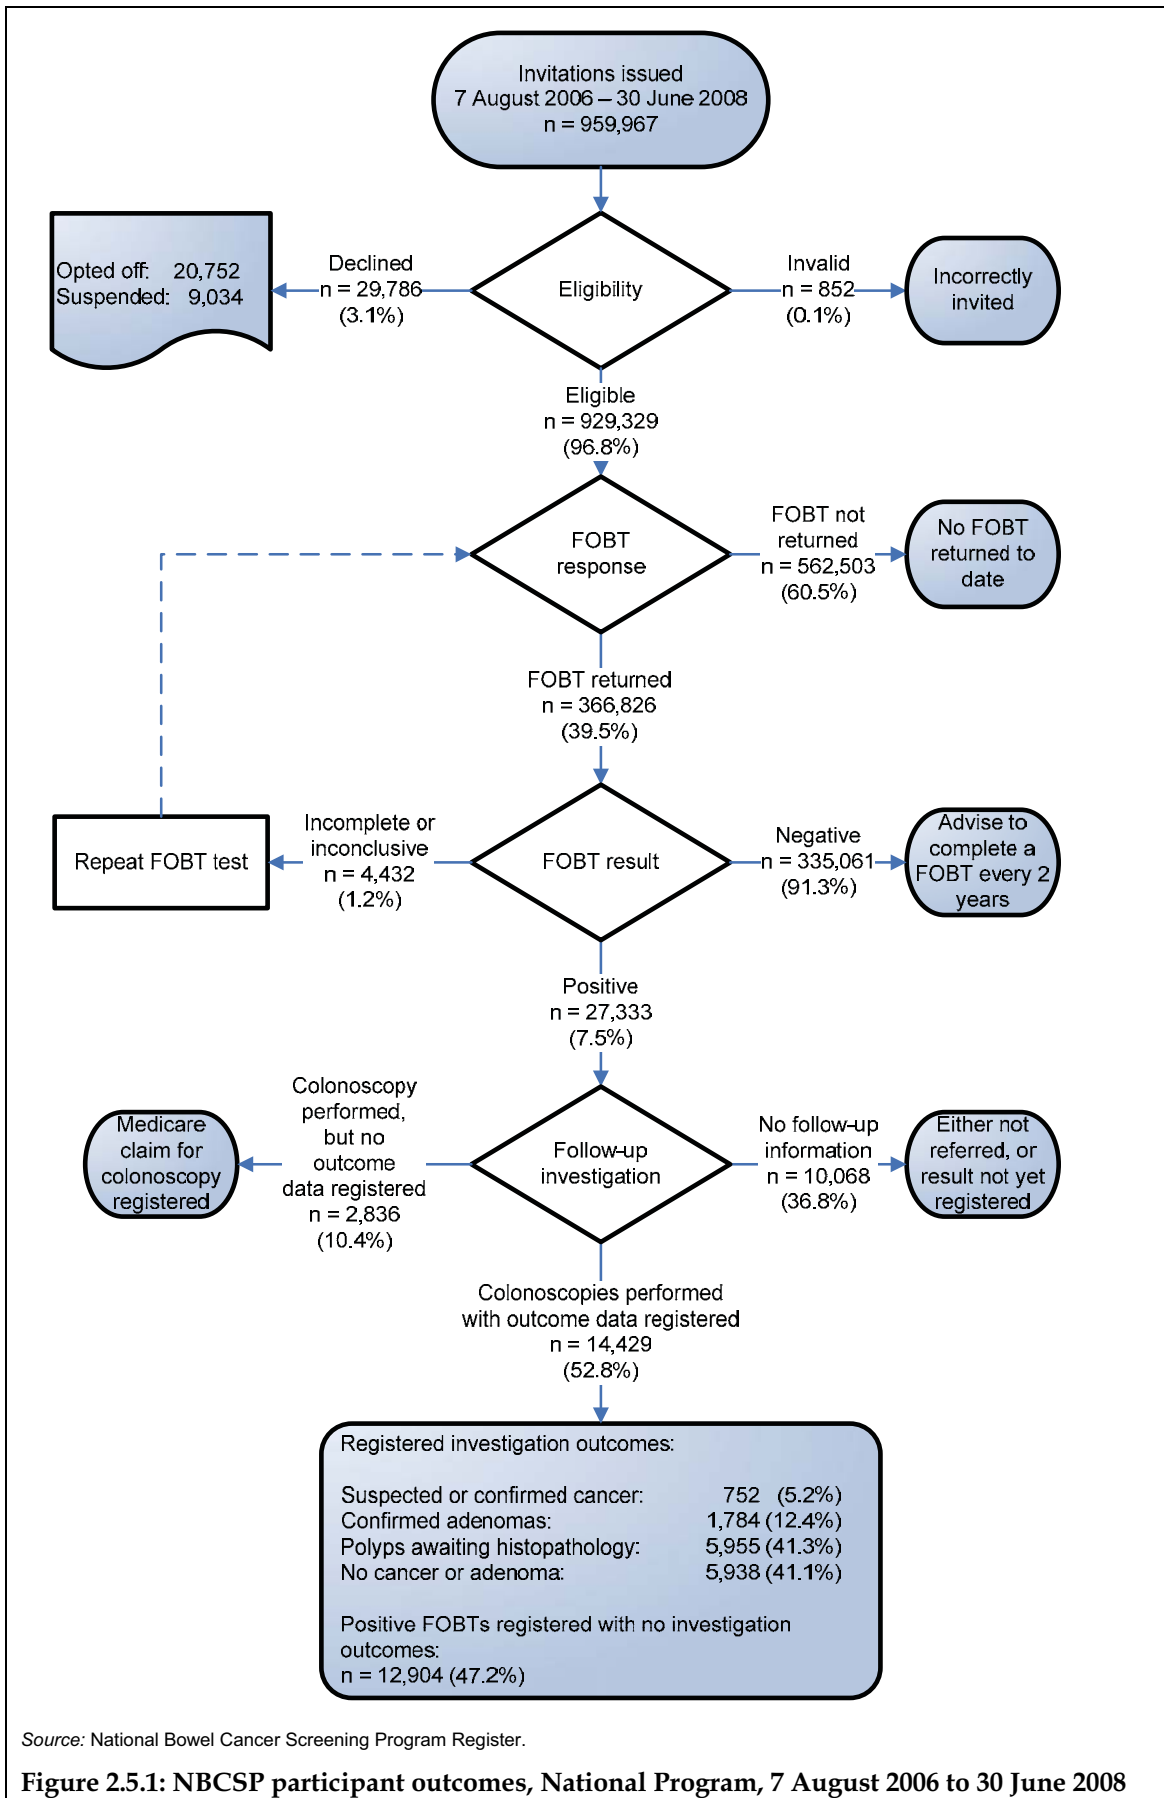 Invitations issued
7 August 2006 – 30 June 2008
n = 959,967
Opted off: 20,752
Suspended: 9,034
Declined
n = 29,786
(3.1%)
Eligibility
Invalid
n = 852
(0.1%)
Incorrectly
invited
Eligible
n = 929,329
(96.8%)
FOBT
response
FOBT not
returned
n = 562,503
(60.5%)
No FOBT
returned to
date
FOBT returned
n = 366,826
(39.5%)
Repeat FOBT test
Incomplete or
inconclusive
n = 4,432
(1.2%)
FOBT result
Negative
n = 335,061
(91.3%)
Advise to
complete a
FOBT every 2
years
Positive
n = 27,333
(7.5%)
Medicare
claim for
colonoscopy
registered
Colonoscopy
performed,
but no
outcome
data registered
n = 2,836
(10.4%)
Follow-up
investigation
No follow-up
information
n = 10,068
(36.8%)
Either not
referred, or
result not yet
registered
Colonoscopies performed
with outcome data registered
n = 14,429
(52.8%)
Registered investigation outcomes:
Suspected or confirmed cancer: 752 (5.2%)
Confirmed adenomas: 1,784 (12.4%)
Polyps awaiting histopathology: 5,955 (41.3%)
No cancer or adenoma: 5,938 (41.1%)
Positive FOBTs registered with no investigation
outcomes:
n = 12,904 (47.2%)
Source: National Bowel Cancer Screening Program Register.
Figure 2.5.1: NBCSP participant outcomes, National Program, 7 August 2006 to 30 June 2008